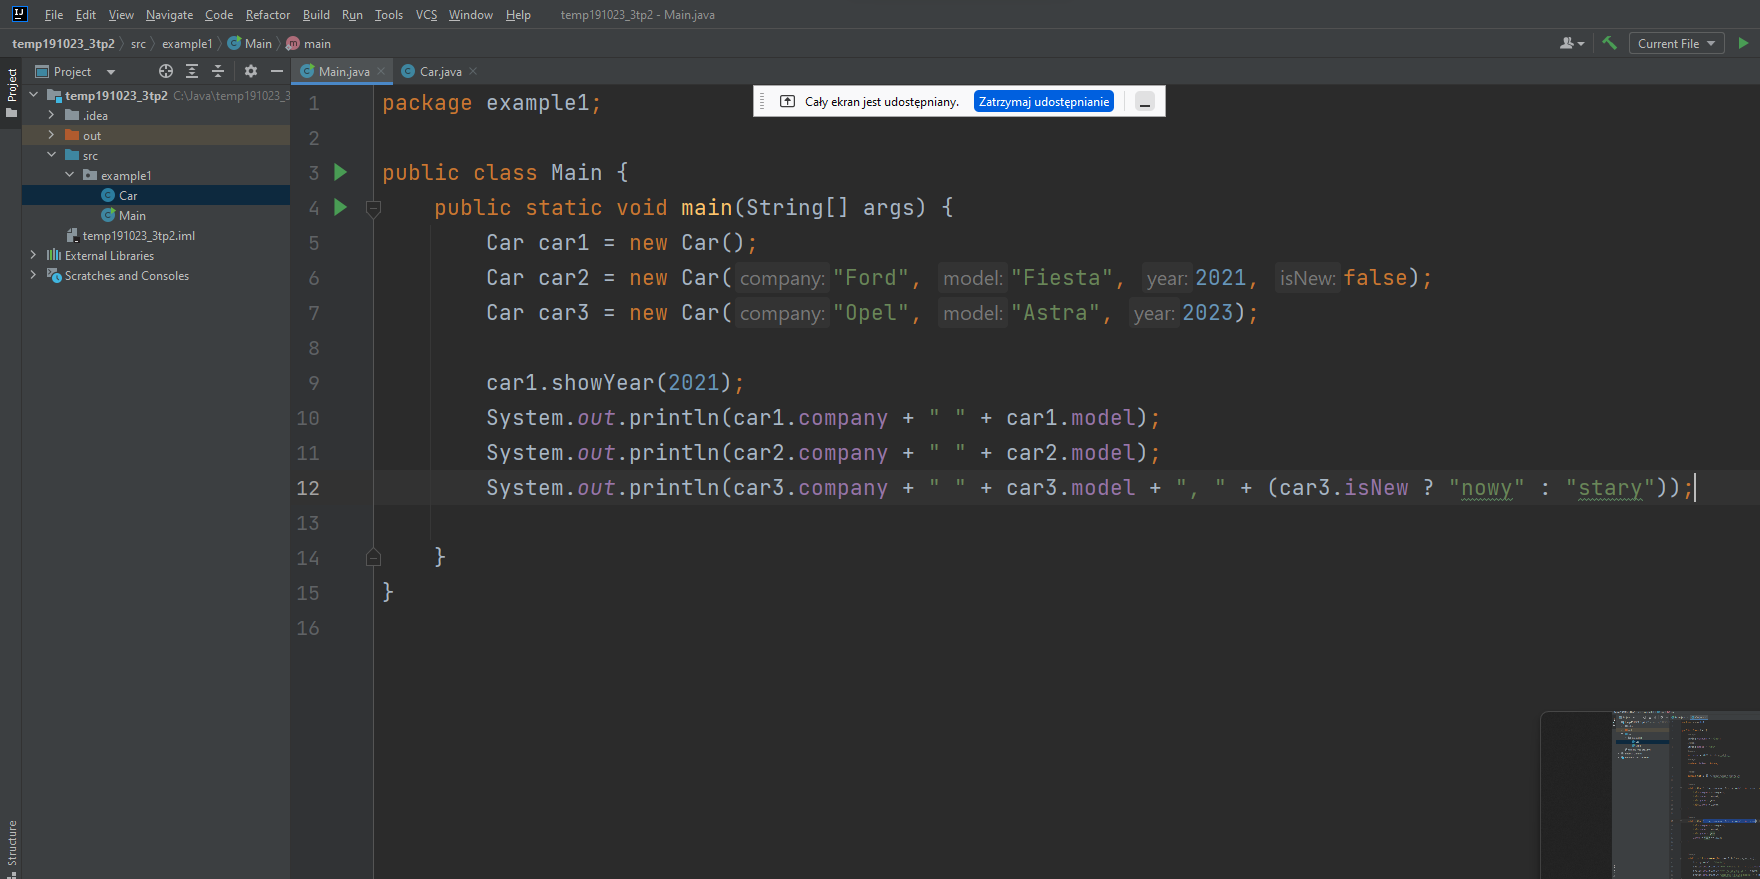 File Edit View Navigate Code Refactor Build Run Tools VCS Window Help temp191023_3tp2 - Main.java
temp191023_3tp2 src example1 Main main Current File
Project Main.java Car.java
Project
temp191023_3tp2 C:\Java\temp191023_3
.idea
out
src
example1
Car
Main
temp191023_3tp2.iml
External Libraries
Scratches and Consoles
Structure
Cały ekran jest udostępniany. Zatrzymaj udostępnianie
1 package example1;
2
3 public class Main {
4 public static void main(String[] args) {
5 Car car1 = new Car();
6 Car car2 = new Car( company: "Ford", model: "Fiesta", year: 2021, isNew: false);
7 Car car3 = new Car( company: "Opel", model: "Astra", year: 2023);
8
9 car1.showYear(2021);
10 System.out.println(car1.company + " " + car1.model);
11 System.out.println(car2.company + " " + car2.model);
12 System.out.println(car3.company + " " + car3.model + ", " + (car3.isNew ? "nowy" : "stary"));
13
14 }
15 }
16